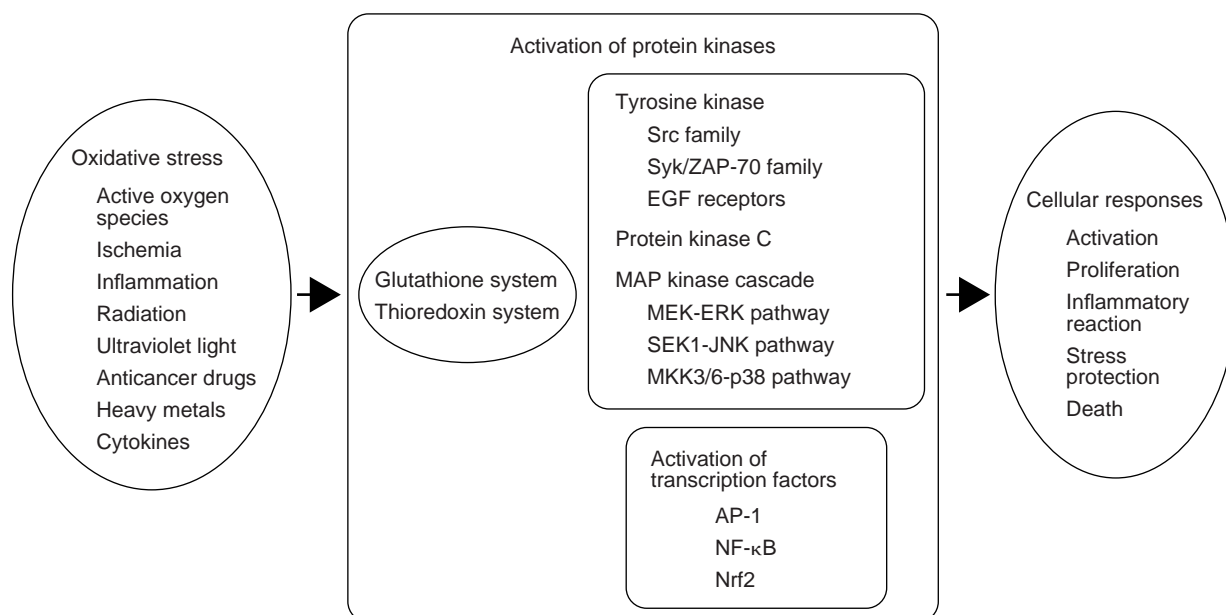 Oxidative stress
Active oxygen
species
Ischemia
Inflammation
Radiation
Ultraviolet light
Anticancer drugs
Heavy metals
Cytokines
Activation of protein kinases
Glutathione system
Thioredoxin system
Tyrosine kinase
Src family
Syk/ZAP-70 family
EGF receptors
Protein kinase C
MAP kinase cascade
MEK-ERK pathway
SEK1-JNK pathway
MKK3/6-p38 pathway
Activation of
transcription factors
AP-1
NF-κB
Nrf2
Cellular responses
Activation
Proliferation
Inflammatory
reaction
Stress
protection
Death